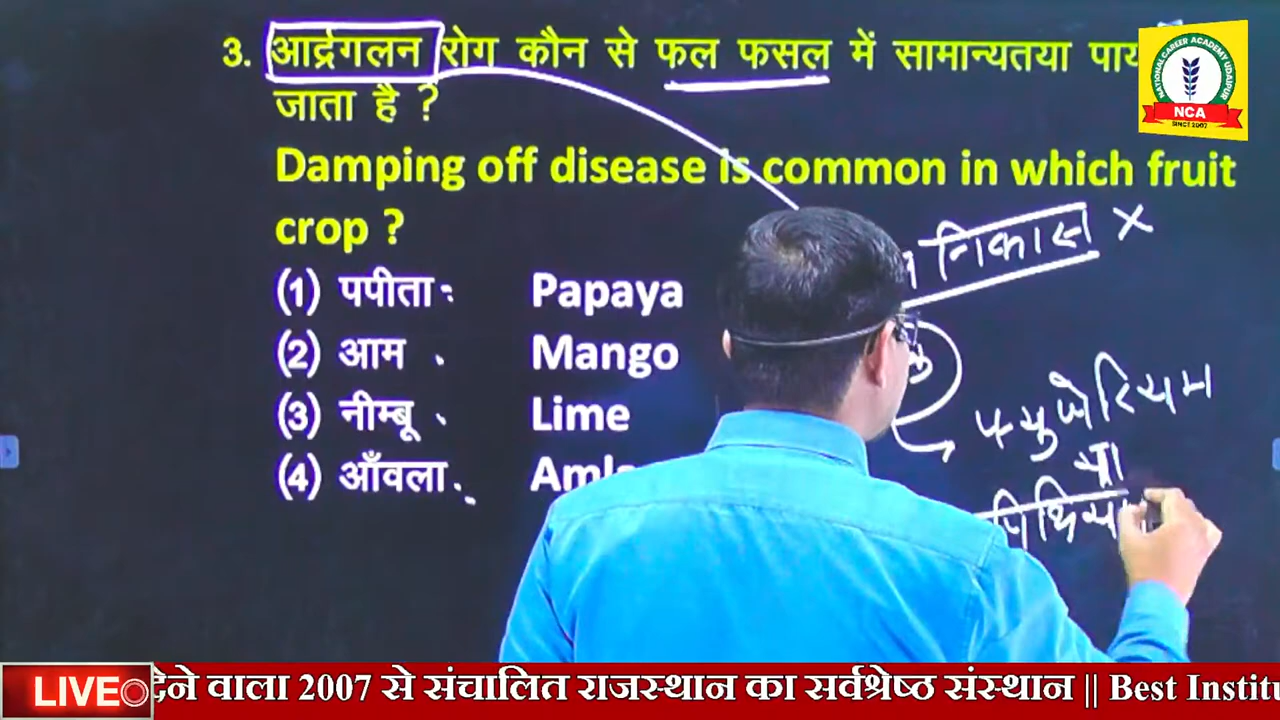 3. आर्द्रगलन रोग कौन से फल फसल में सामान्यतया
जाता है ?
Damping off disease is common in which fruit
crop ?
(1) पपीता Papaya
(2) आम Mango
(3) नीम्बू Lime
(4) आँवला
निकास X
फ्युजेरियम
या
NATIONAL CAREER ACADEMY UDAIPUR
NCA
SINCE 2007
LIVE
देने वाला 2007 से संचालित राजस्थान का सर्वश्रेष्ठ संस्थान || Best